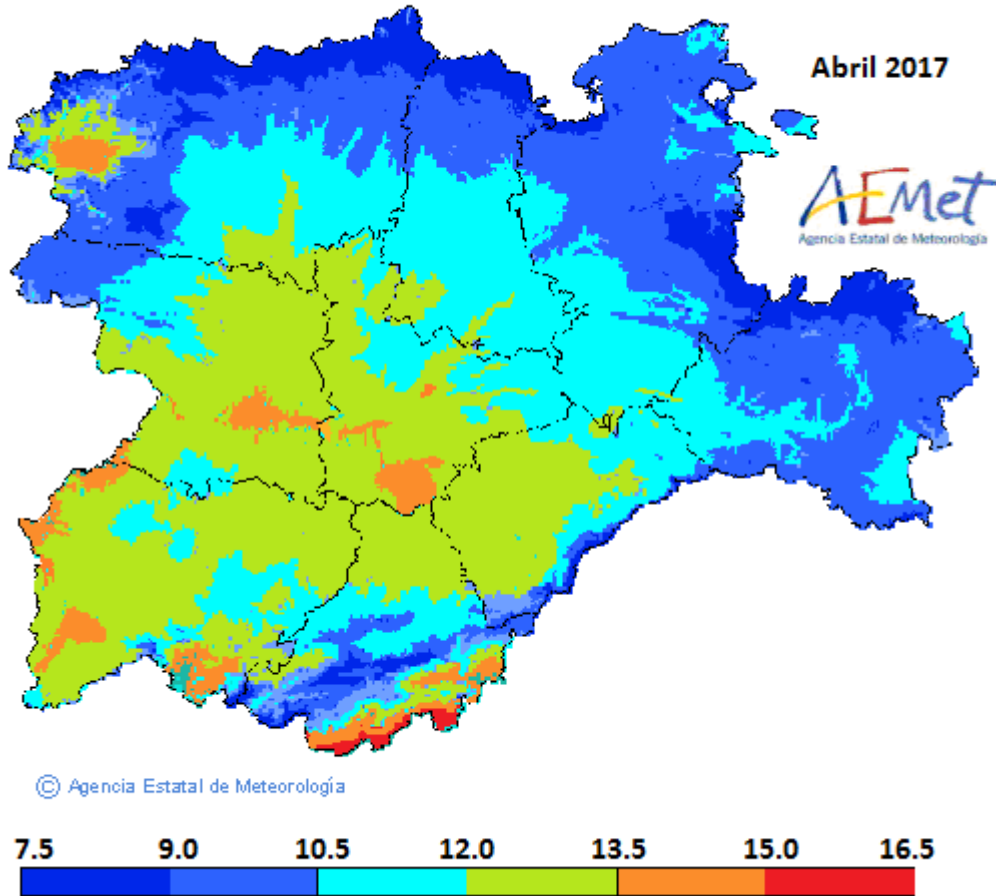 Abril 2017
AEMet
Agencia Estatal de Meteorología
© Agencia Estatal de Meteorología
7.5 9.0 10.5 12.0 13.5 15.0 16.5